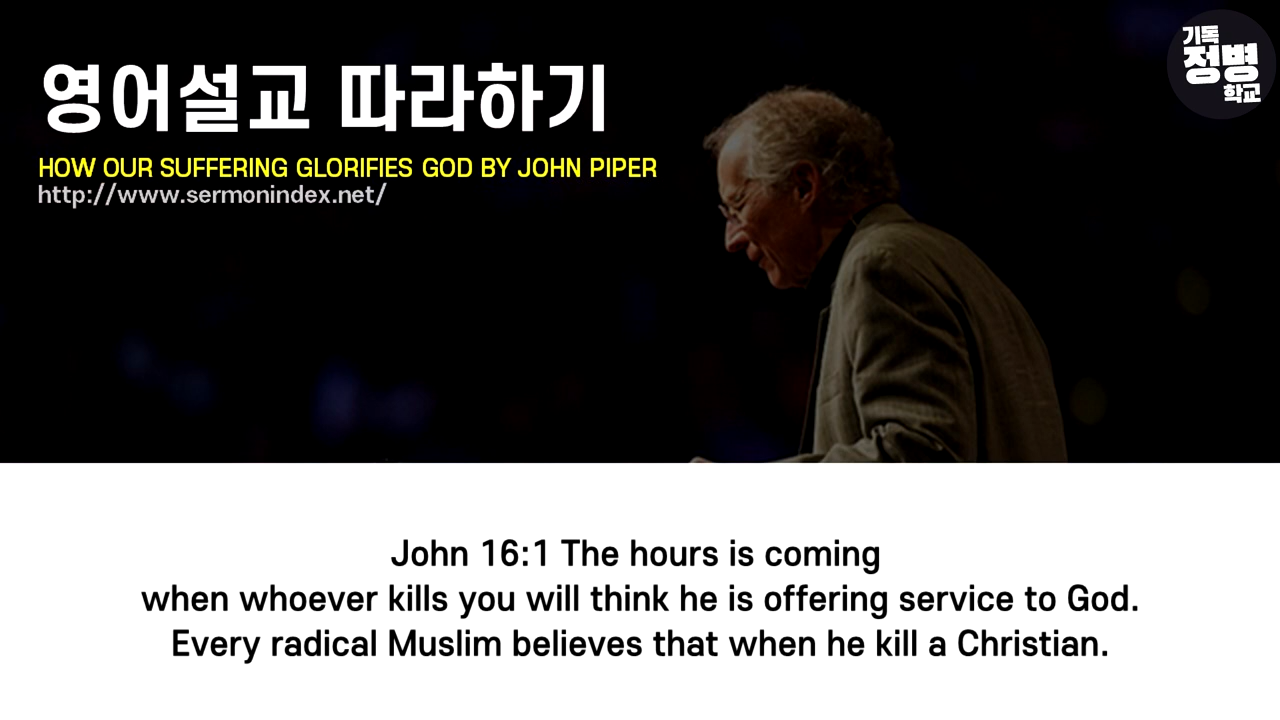 영어설교 따라하기
HOW OUR SUFFERING GLORIFIES GOD BY JOHN PIPER
http://www.sermonindex.net/
기독
정병
학교
John 16:1 The hours is coming
when whoever kills you will think he is offering service to God.
Every radical Muslim believes that when he kill a Christian.